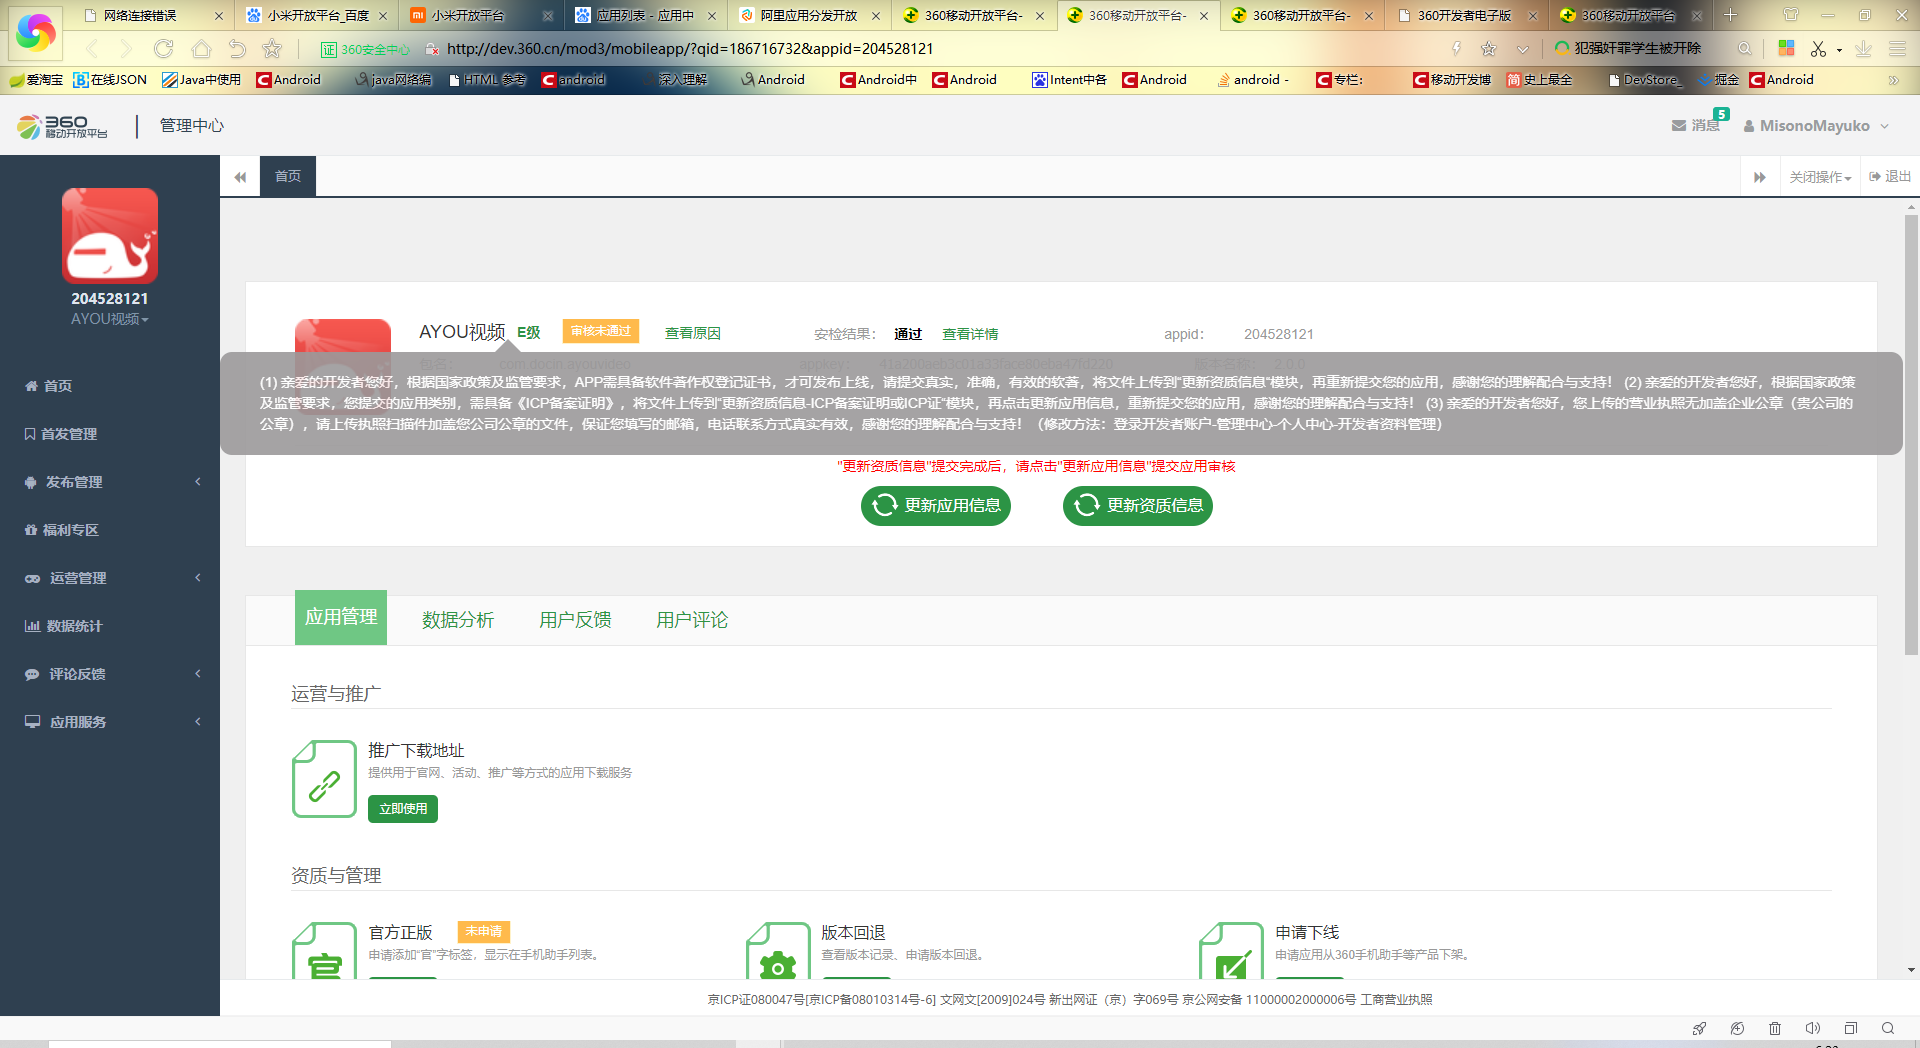 网络连接错误
小米开放平台_百度
小米开放平台
应用列表 - 应用中
阿里应用分发开放
360移动开放平台-
360移动开放平台-
360移动开放平台-
360开发者电子版
360移动开放平台
证 360安全中心
http://dev.360.cn/mod3/mobileapp/?qid=186716732&appid=204528121
犯强奸罪学生被开除
爱淘宝
在线JSON
Java中使用
Android
java网络编
HTML 参考
android
深入理解
Android
Android中
Android
Intent中各
Android
android -
专栏：
移动开发博
简 史上最全
DevStore_
掘金
Android
360
移动开放平台
管理中心
消息
5
MisonoMayuko
首页
关闭操作
退出
204528121
AYOU视频
首页
首发管理
发布管理
福利专区
运营管理
数据统计
评论反馈
应用服务
AYOU视频
E级
审核未通过
查看原因
安检结果：
通过
查看详情
appid：
204528121
包名：
com.docin.ayouvideo
appkey：
版本名称：
2.0.0
(1) 亲爱的开发者您好，根据国家政策及监管要求，APP需具备软件著作权登记证书，才可发布上线，请提交真实，准确，有效的软著，将文件上传到"更新资质信息"模块，再重新提交您的应用，感谢您的理解配合与支持！ (2) 亲爱的开发者您好，根据国家政策
及监管要求，您提交的应用类别，需具备《ICP备案证明》，将文件上传到"更新资质信息-ICP备案证明或ICP证"模块，再点击更新应用信息，重新提交您的应用，感谢您的理解配合与支持！ (3) 亲爱的开发者您好，您上传的营业执照无加盖企业公章（贵公司的
公章），请上传执照扫描件加盖您公司公章的文件，保证您填写的邮箱，电话联系方式真实有效，感谢您的理解配合与支持！（修改方法：登录开发者账户-管理中心-个人中心-开发者资料管理）
"更新资质信息"提交完成后，请点击"更新应用信息"提交应用审核
更新应用信息
更新资质信息
应用管理
数据分析
用户反馈
用户评论
运营与推广
推广下载地址
提供用于官网、活动、推广等方式的应用下载服务
立即使用
资质与管理
官方正版
未申请
申请添加"官"字标签，显示在手机助手列表。
官
版本回退
查看版本记录、申请版本回退。
申请下线
申请应用从360手机助手等产品下架。
京ICP证080047号[京ICP备08010314号-6] 文网文[2009]024号 新出网证（京）字069号 京公网安备 11000002000006号 工商营业执照